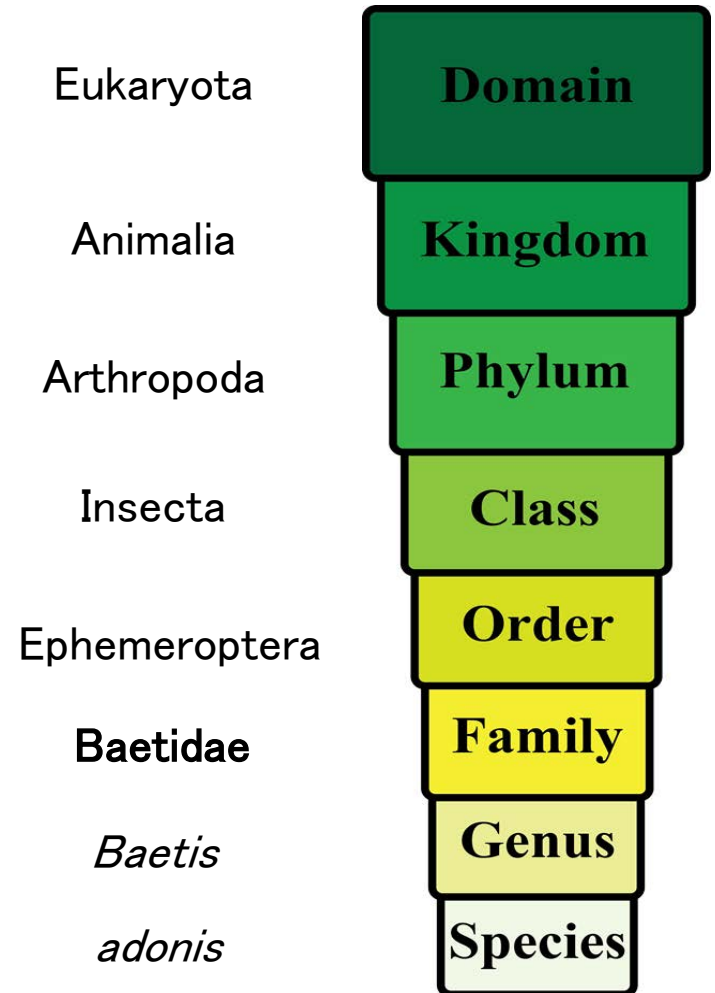 Eukaryota Domain
Animalia Kingdom
Arthropoda Phylum
Insecta Class
Ephemeroptera Order
Baetidae Family
Baetis Genus
adonis Species